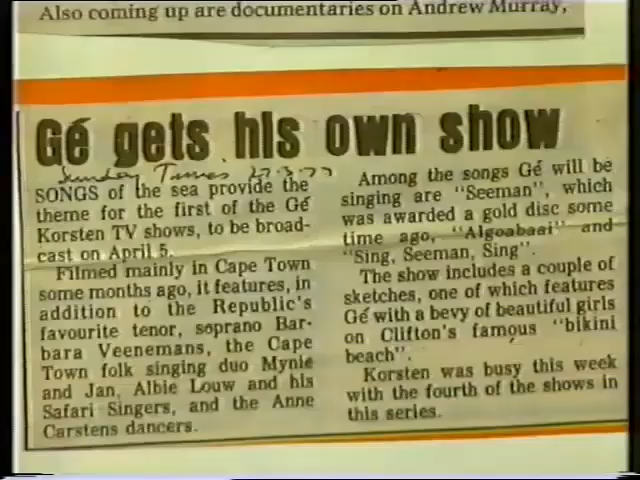 Also coming up are documentaries on Andrew Murray,
Gé gets his own show
Sunday Times 27.3.77
SONGS of the sea provide the
theme for the first of the Gé
Korsten TV shows, to be broad-
cast on April 5.
Filmed mainly in Cape Town
some months ago, it features, in
addition to the Republic's
favourite tenor, soprano Bar-
bara Veenemans, the Cape
Town folk singing duo Mynie
and Jan, Albie Louw and his
Safari Singers, and the Anne
Carstens dancers.
Among the songs Gé will be
singing are "Seeman", which
was awarded a gold disc some
time ago, "Algoabaai" and
"Sing, Seeman, Sing".
The show includes a couple of
sketches, one of which features
Gé with a bevy of beautiful girls
on Clifton's famous "bikini
beach".
Korsten was busy this week
with the fourth of the shows in
this series.